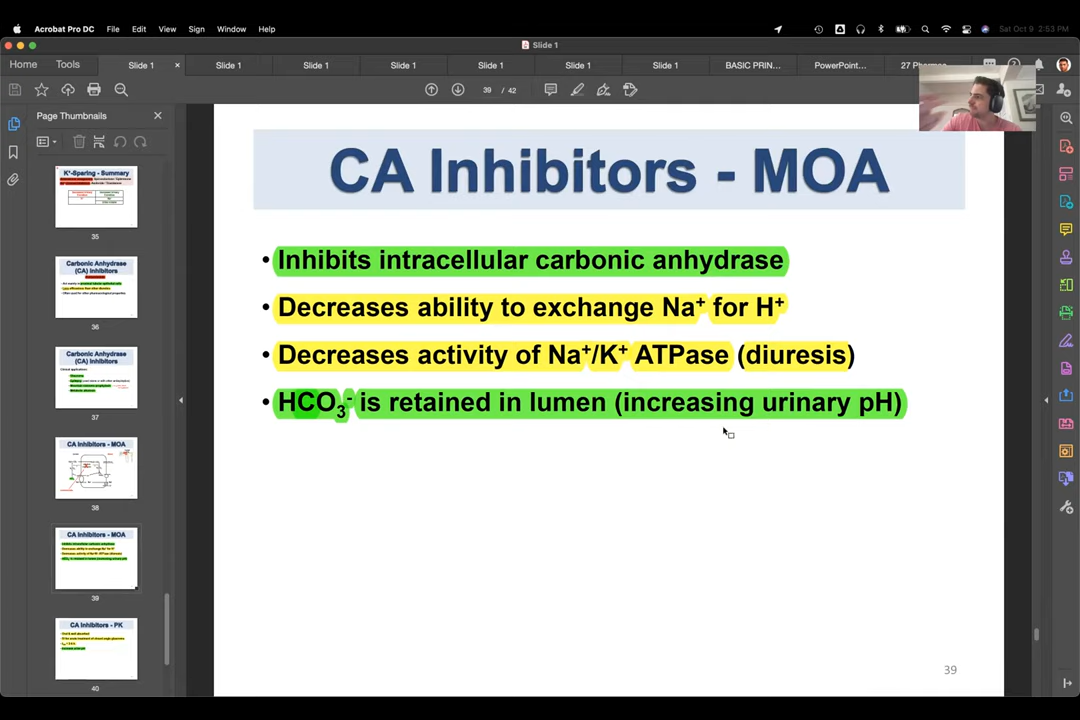 Acrobat Pro DC File Edit View Sign Window Help Sat Oct 9 2:53 PM
Slide 1
Home Tools Slide 1 Slide 1 Slide 1 Slide 1 Slide 1 Slide 1 Slide 1 BASIC PRIN... PowerPoint... 27 Pharma
39 / 42
Page Thumbnails
K⁺-Sparing - Summary
35
Carbonic Anhydrase
(CA) Inhibitors
36
Carbonic Anhydrase
(CA) Inhibitors
37
CA Inhibitors - MOA
38
CA Inhibitors - MOA
39
CA Inhibitors - PK
40
CA Inhibitors - MOA
• Inhibits intracellular carbonic anhydrase
• Decreases ability to exchange Na⁺ for H⁺
• Decreases activity of Na⁺/K⁺ ATPase (diuresis)
• HCO₃⁻ is retained in lumen (increasing urinary pH)
39